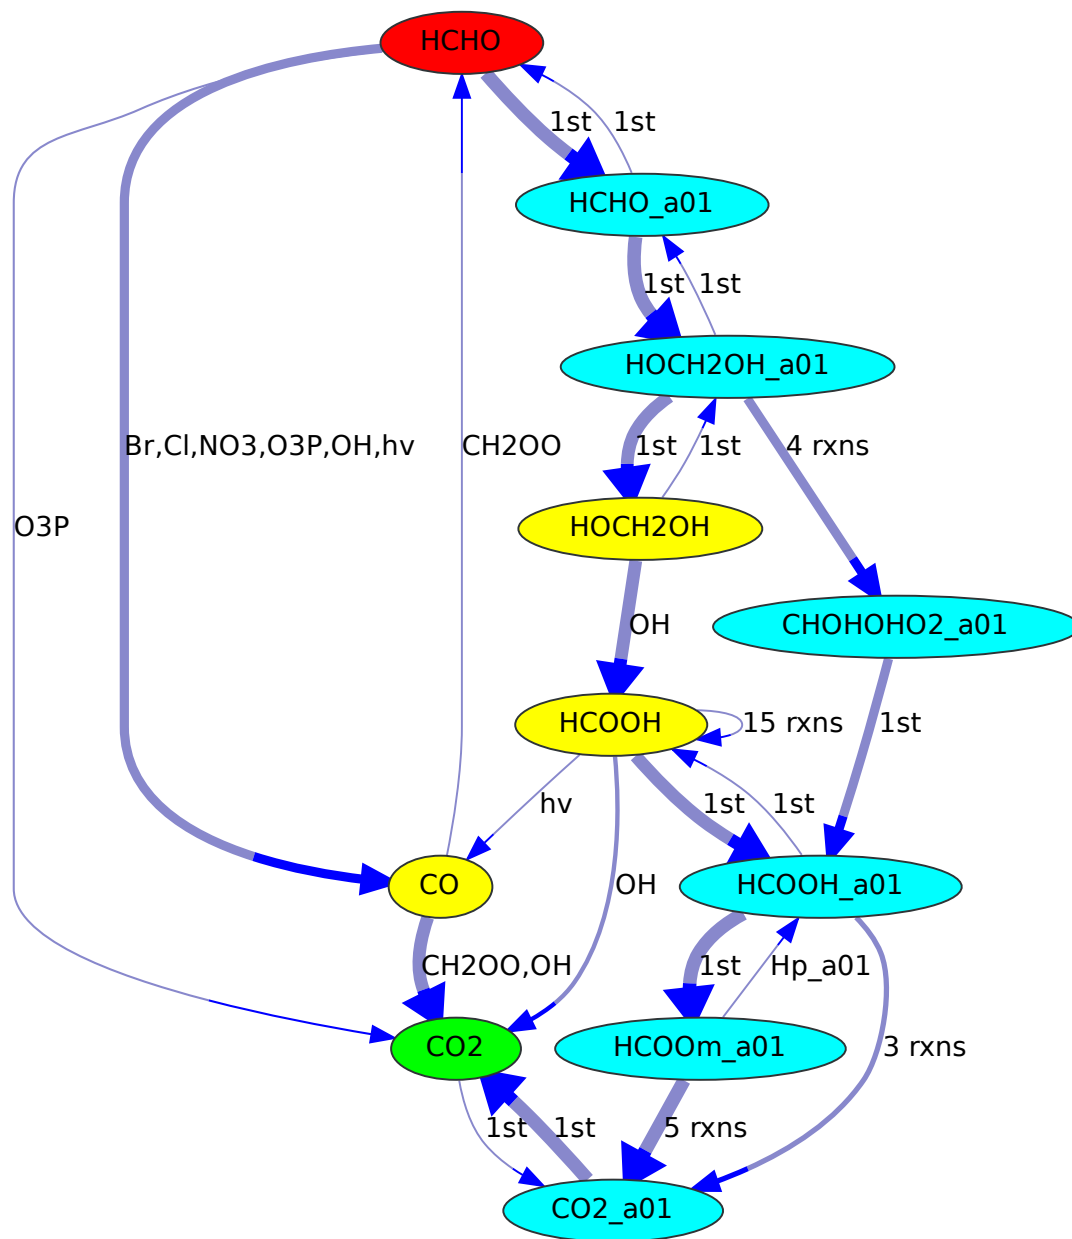 HCHO
1st
1st
HCHO_a01
1st
1st
HOCH2OH_a01
Br,Cl,NO3,O3P,OH,hv
CH2OO
1st
1st
4 rxns
O3P
HOCH2OH
OH
CHOHOHO2_a01
HCOOH
15 rxns
1st
hv
1st
1st
CO
OH
HCOOH_a01
CH2OO,OH
1st
Hp_a01
CO2
HCOOm_a01
3 rxns
1st
1st
5 rxns
CO2_a01